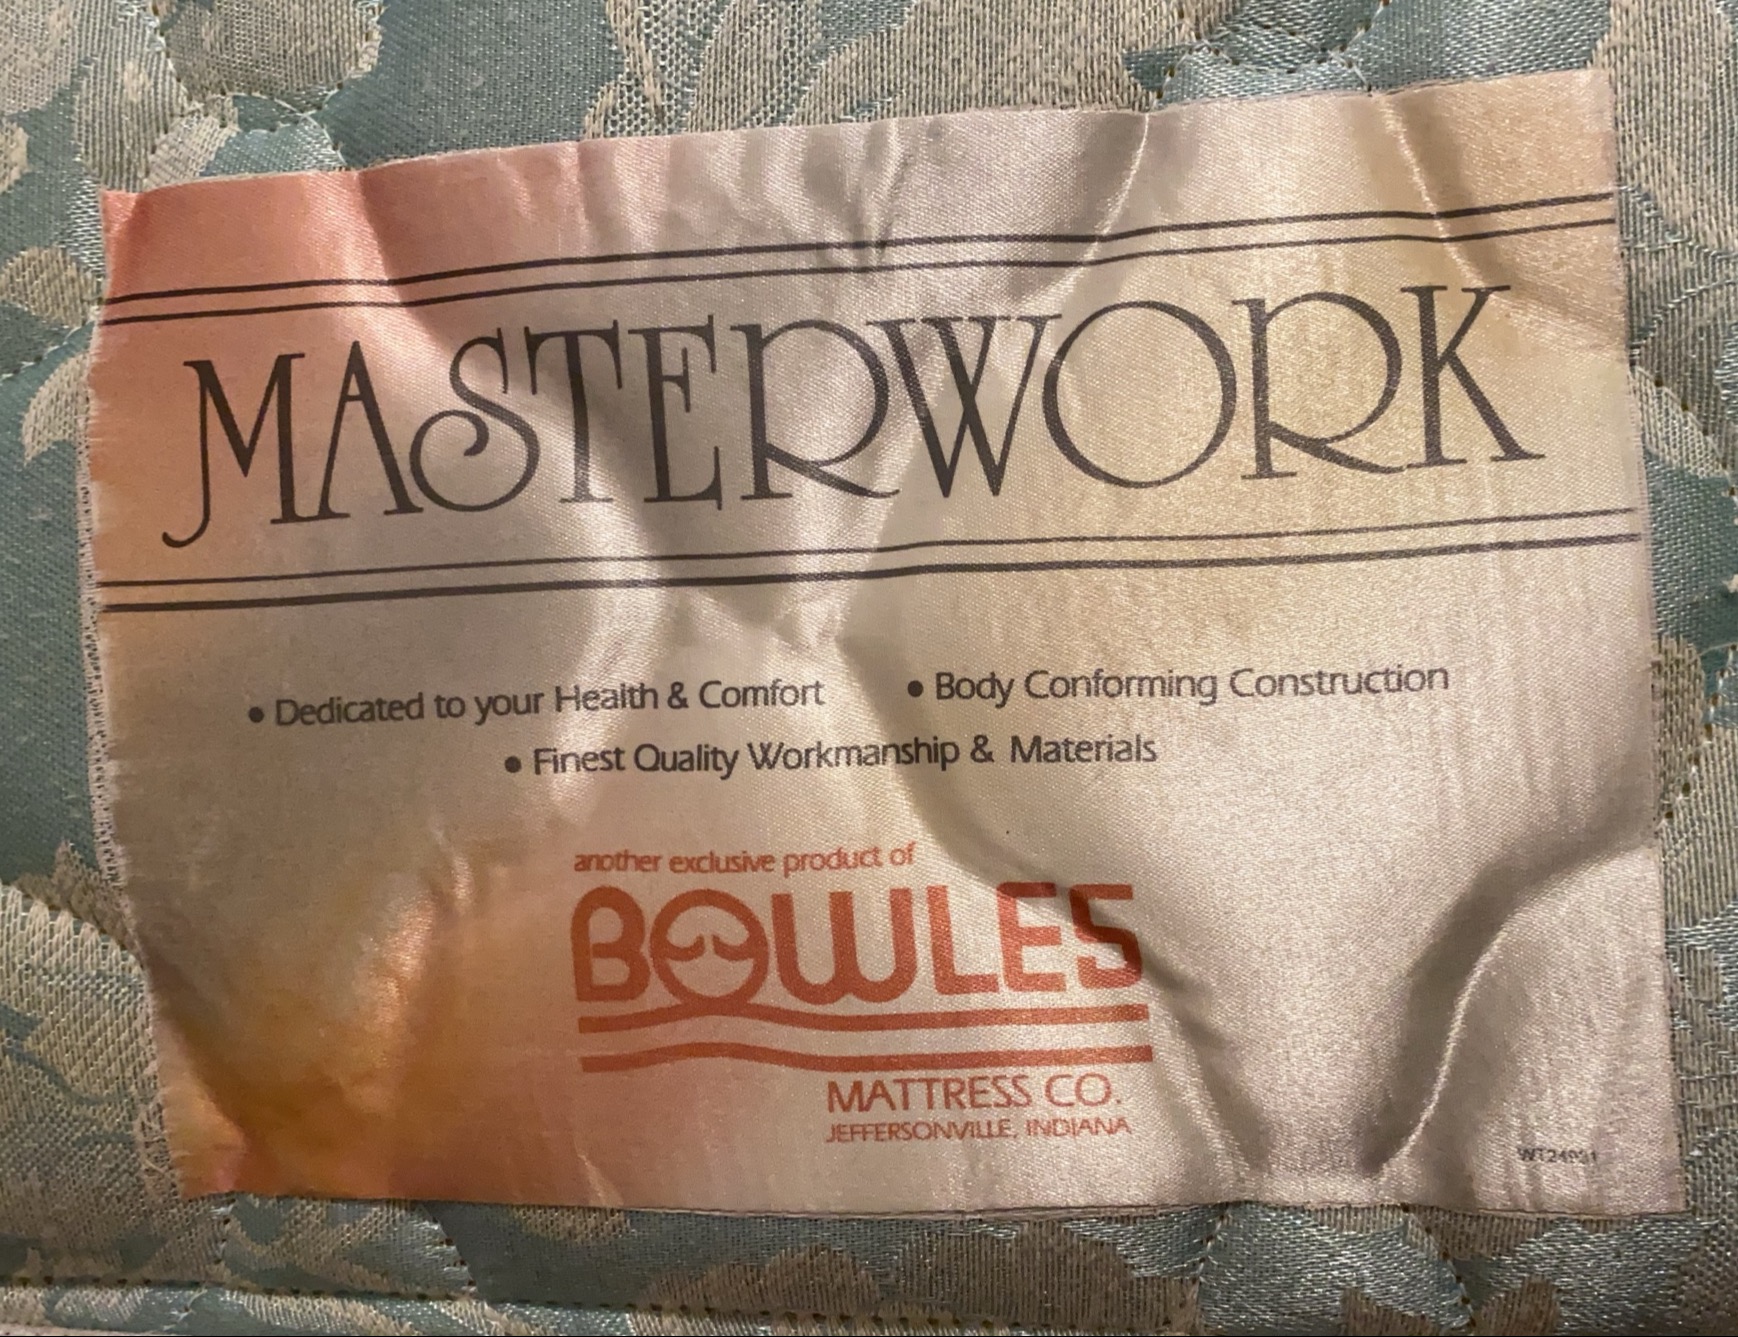 MASTERWORK
• Dedicated to your Health & Comfort • Body Conforming Construction
• Finest Quality Workmanship & Materials
another exclusive product of
BOWLES
MATTRESS CO.
JEFFERSONVILLE, INDIANA